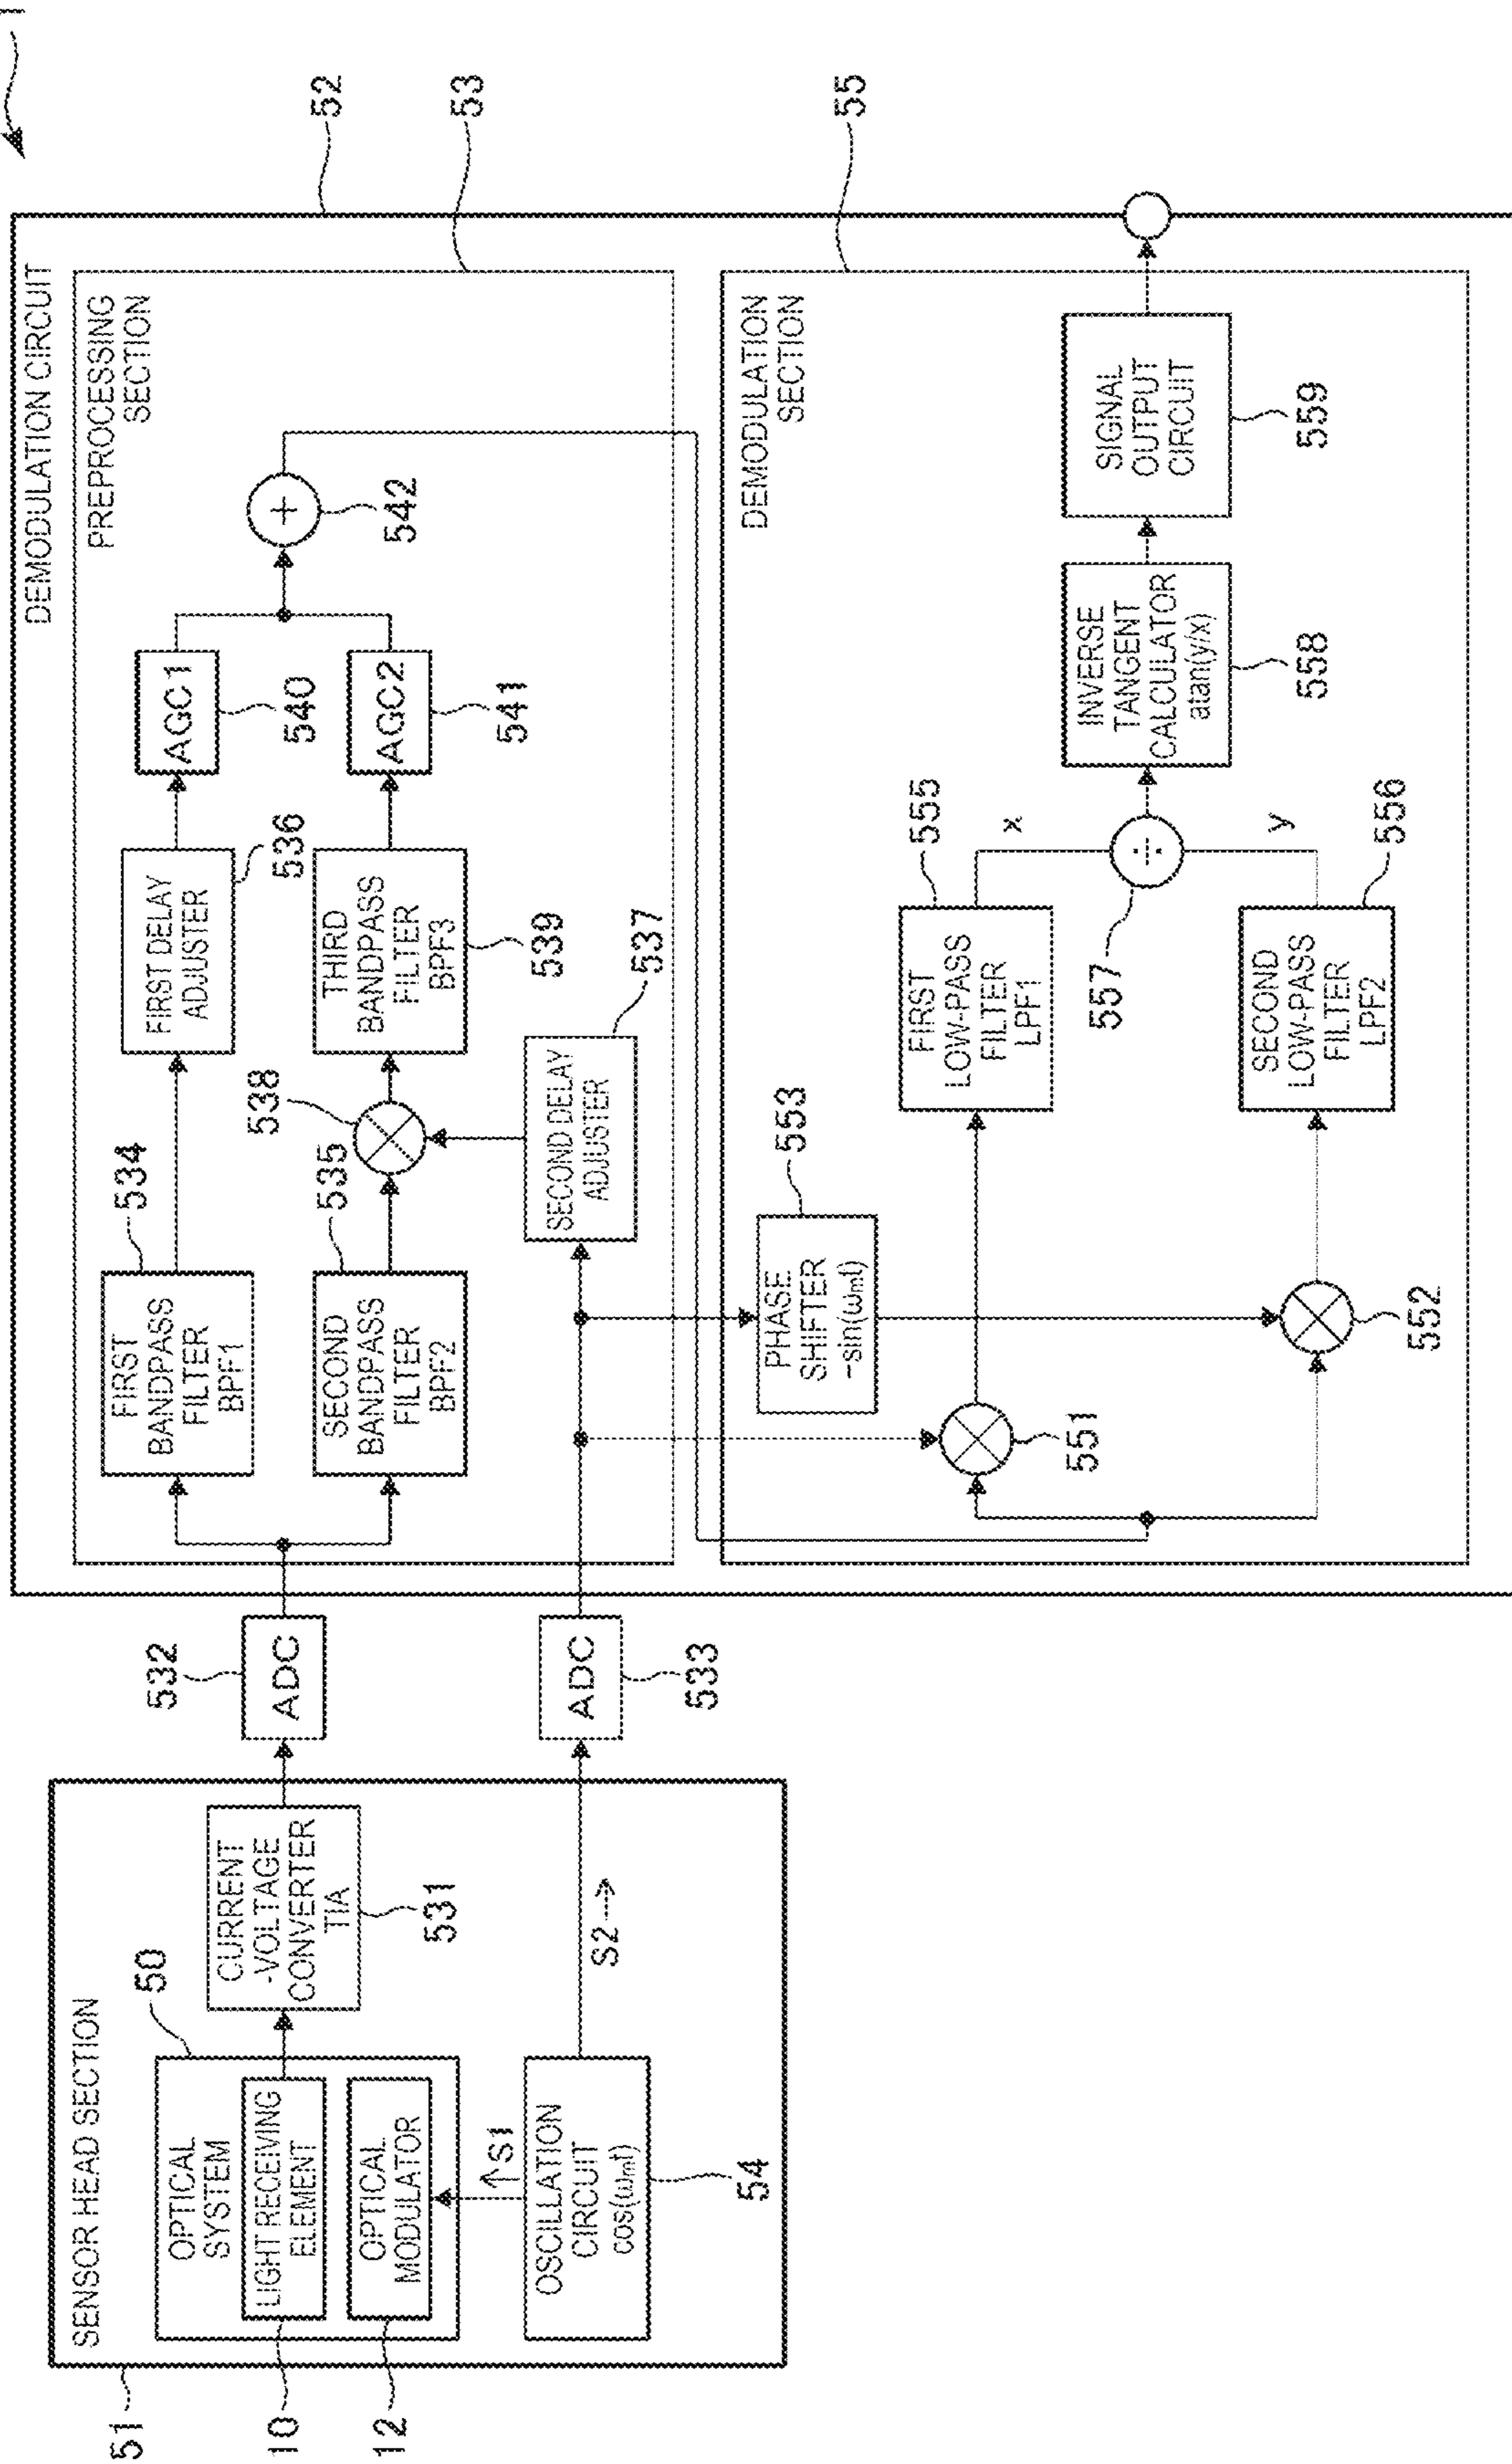 DEMODULATION CIRCUIT
52
PREPROCESSING
SECTION
53
FIRST
BANDPASS
FILTER
BPF1
534
FIRST DELAY
ADJUSTER
536
AGC1
540
SECOND
BANDPASS
FILTER
BPF2
535
538
THIRD
BANDPASS
FILTER
BPF3
539
AGC2
541
+
542
SECOND DELAY
ADJUSTER
537
SENSOR HEAD SECTION
51
OPTICAL
SYSTEM
50
LIGHT RECEIVING
ELEMENT
10
OPTICAL
MODULATOR
12
CURRENT
-VOLTAGE
CONVERTER
TIA
531
ADC
532
↑S1
OSCILLATION
CIRCUIT
cos(ωmt)
54
S2→
ADC
533
DEMODULATION
SECTION
55
PHASE
SHIFTER
-sin(ωmt)
553
551
552
FIRST
LOW-PASS
FILTER
LPF1
555
x
SECOND
LOW-PASS
FILTER
LPF2
556
y
÷
557
INVERSE
TANGENT
CALCULATOR
atan(y/x)
558
SIGNAL
OUTPUT
CIRCUIT
559